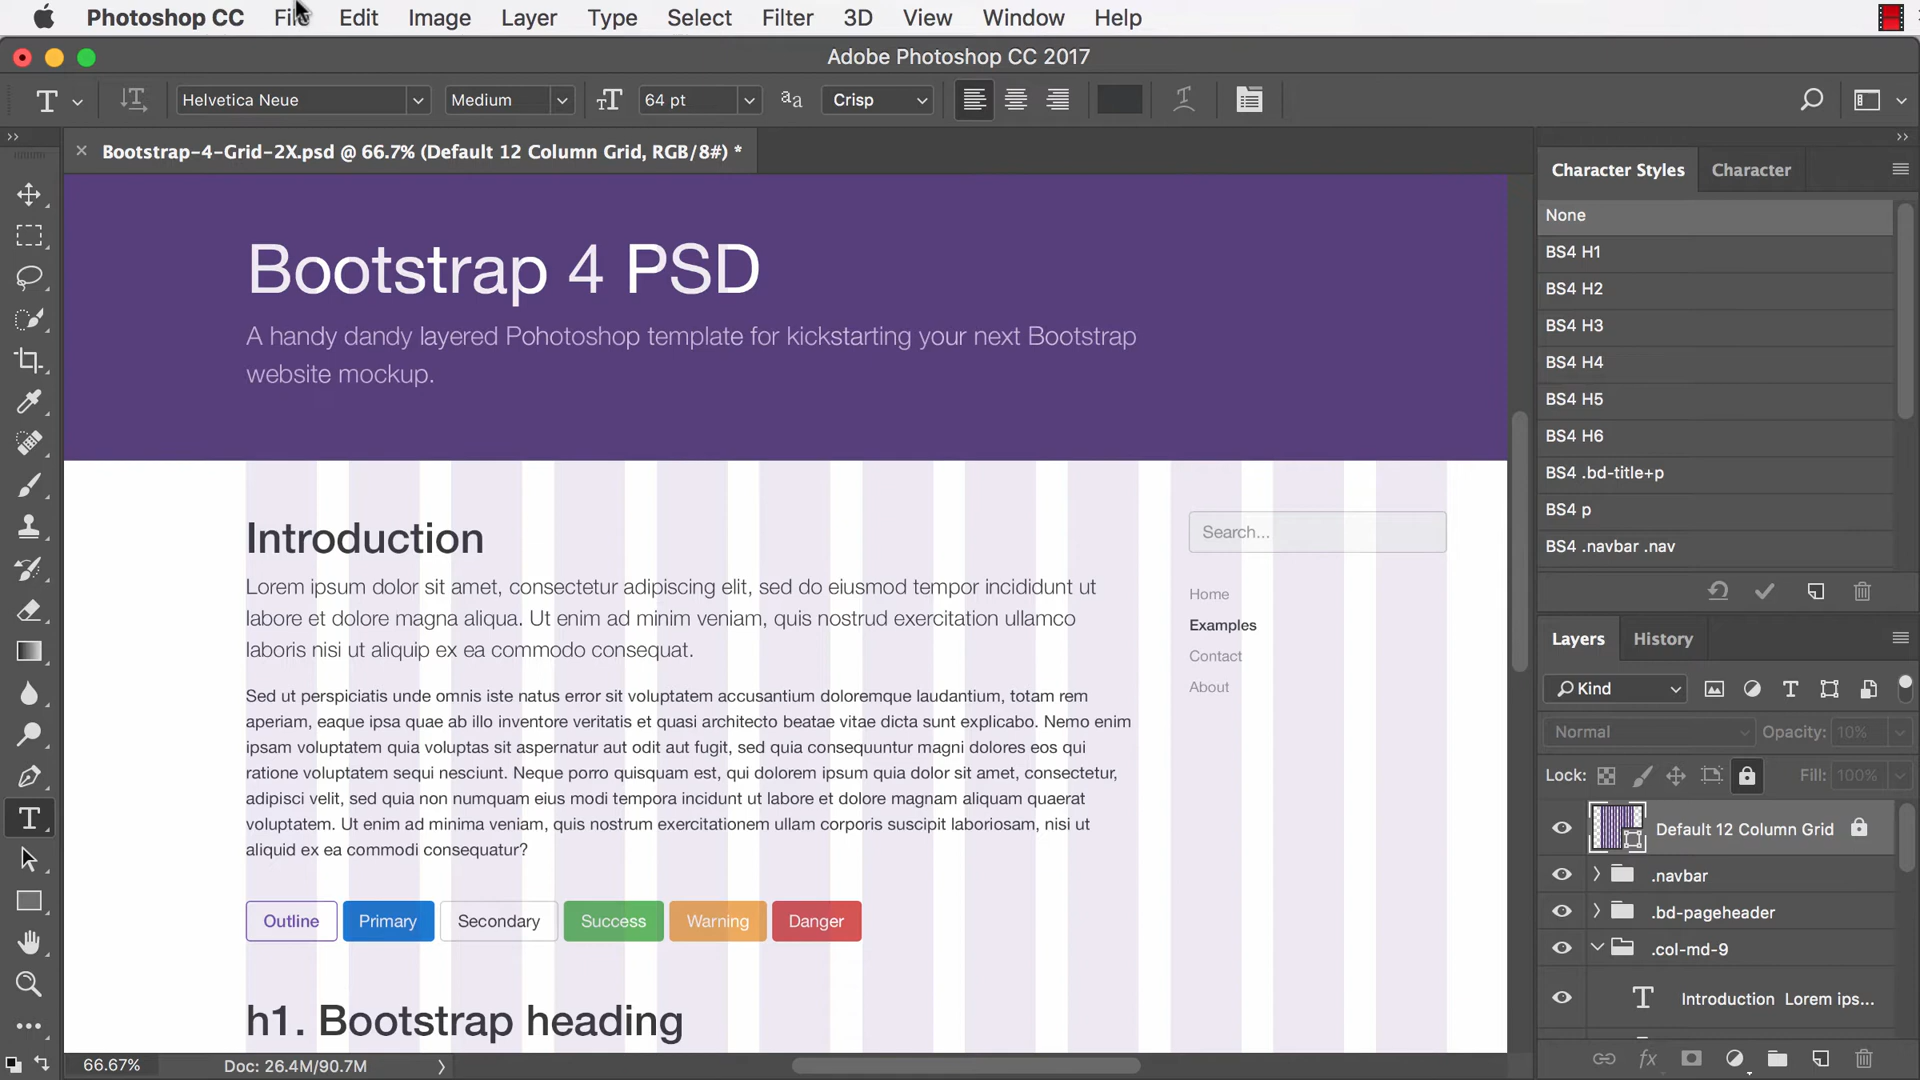 Photoshop CC File Edit Image Layer Type Select Filter 3D View Window Help
Adobe Photoshop CC 2017
Helvetica Neue Medium 64 pt Crisp
Bootstrap-4-Grid-2X.psd @ 66.7% (Default 12 Column Grid, RGB/8#) *
Bootstrap 4 PSD
A handy dandy layered Pohotoshop template for kickstarting your next Bootstrap
website mockup.
Introduction
Lorem ipsum dolor sit amet, consectetur adipiscing elit, sed do eiusmod tempor incididunt ut
labore et dolore magna aliqua. Ut enim ad minim veniam, quis nostrud exercitation ullamco
laboris nisi ut aliquip ex ea commodo consequat.
Sed ut perspiciatis unde omnis iste natus error sit voluptatem accusantium doloremque laudantium, totam rem
aperiam, eaque ipsa quae ab illo inventore veritatis et quasi architecto beatae vitae dicta sunt explicabo. Nemo enim
ipsam voluptatem quia voluptas sit aspernatur aut odit aut fugit, sed quia consequuntur magni dolores eos qui
ratione voluptatem sequi nesciunt. Neque porro quisquam est, qui dolorem ipsum quia dolor sit amet, consectetur,
adipisci velit, sed quia non numquam eius modi tempora incidunt ut labore et dolore magnam aliquam quaerat
voluptatem. Ut enim ad minima veniam, quis nostrum exercitationem ullam corporis suscipit laboriosam, nisi ut
aliquid ex ea commodi consequatur?
Outline Primary Secondary Success Warning Danger
h1. Bootstrap heading
Search...
Home
Examples
Contact
About
66.67% Doc: 26.4M/90.7M
Character Styles Character
None
BS4 H1
BS4 H2
BS4 H3
BS4 H4
BS4 H5
BS4 H6
BS4 .bd-title+p
BS4 p
BS4 .navbar .nav
Layers History
Kind
Normal Opacity: 10%
Lock: Fill: 100%
Default 12 Column Grid
.navbar
.bd-pageheader
.col-md-9
Introduction Lorem ips...